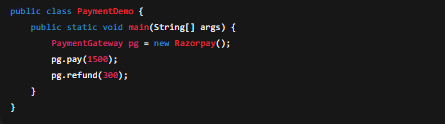 public class PaymentDemo {
    public static void main(String[] args) {
        PaymentGateway pg = new Razorpay();
        pg.pay(1500);
        pg.refund(300);
    }
}